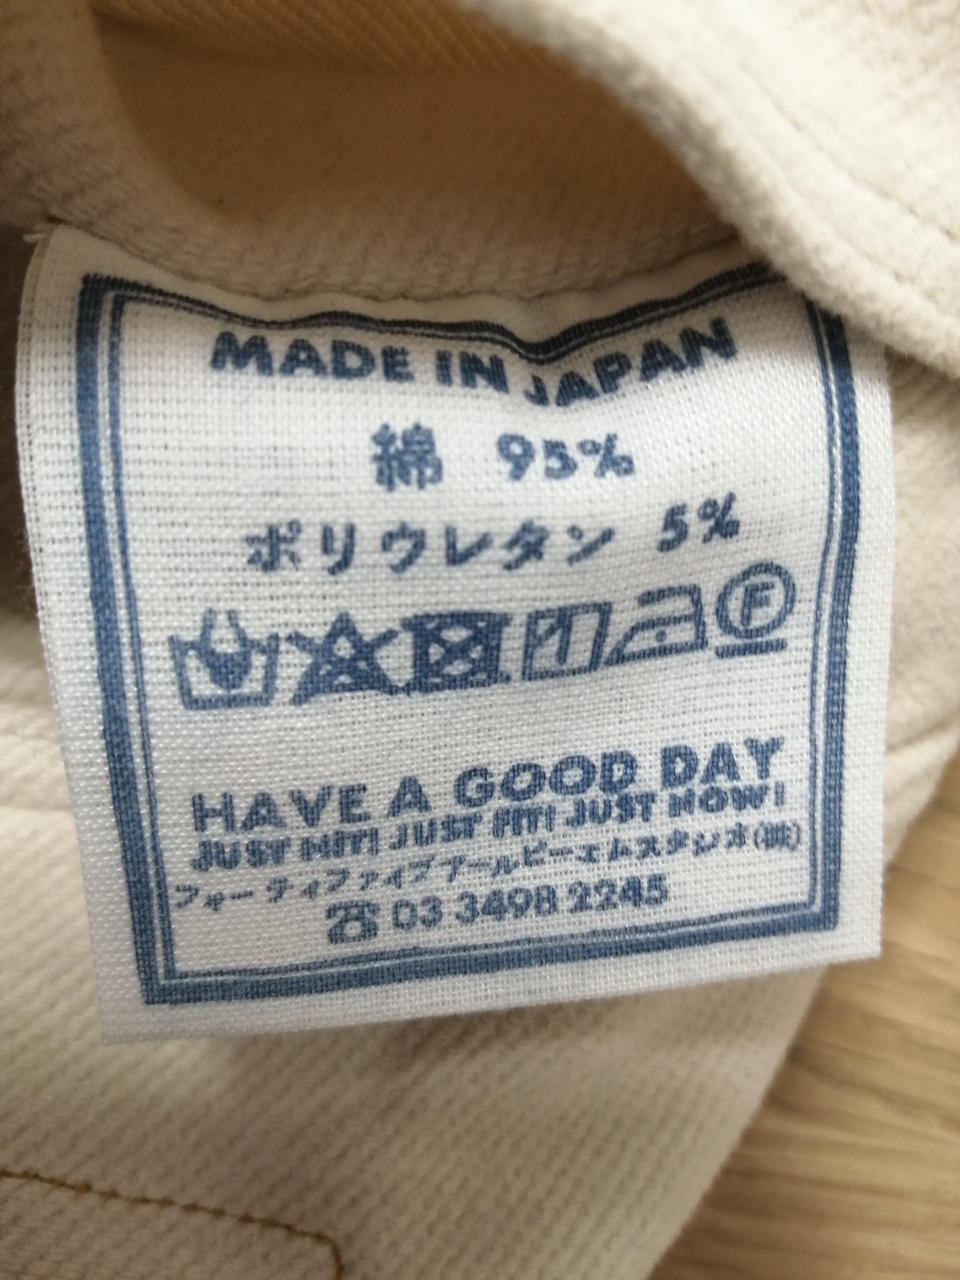 MADE IN JAPAN
綿 95%
ポリウレタン 5%
F
HAVE A GOOD DAY
JUST HIT! JUST FIT! JUST NOW!
フォーティファイブアールピーエムスタジオ(株)
☎ 03 3498 2245